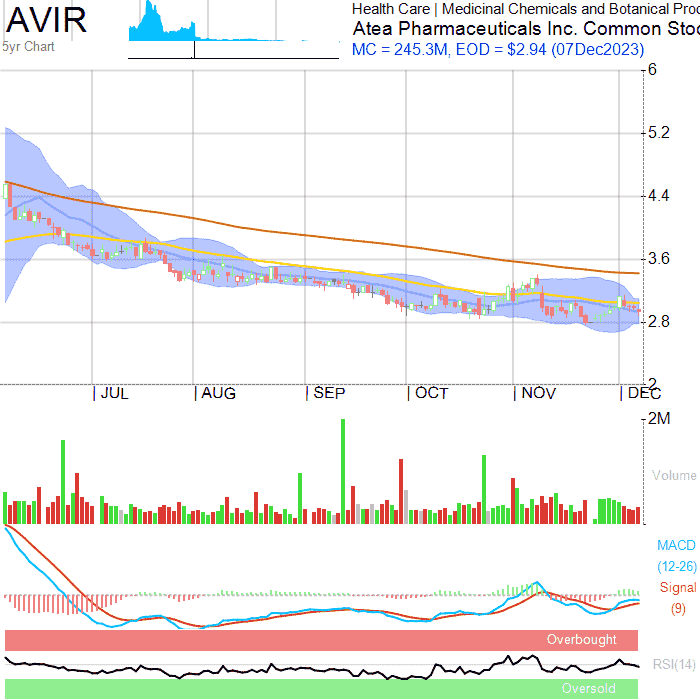 AVIR
5yr Chart
Health Care | Medicinal Chemicals and Botanical Proc
Atea Pharmaceuticals Inc. Common Stoc
MC = 245.3M, EOD = $2.94 (07Dec2023)
6
5.2
4.4
3.6
2.8
2
JUL AUG SEP OCT NOV DEC
2M
Volume
MACD
(12-26)
Signal
(9)
Overbought
RSI(14)
Oversold